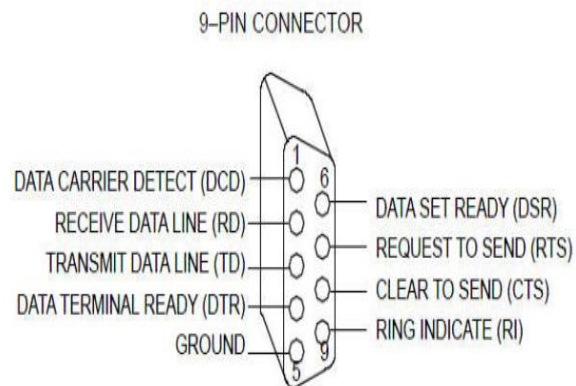 9–PIN CONNECTOR
1
6
DATA CARRIER DETECT (DCD)
DATA SET READY (DSR)
RECEIVE DATA LINE (RD)
REQUEST TO SEND (RTS)
TRANSMIT DATA LINE (TD)
CLEAR TO SEND (CTS)
DATA TERMINAL READY (DTR)
RING INDICATE (RI)
GROUND
9
5